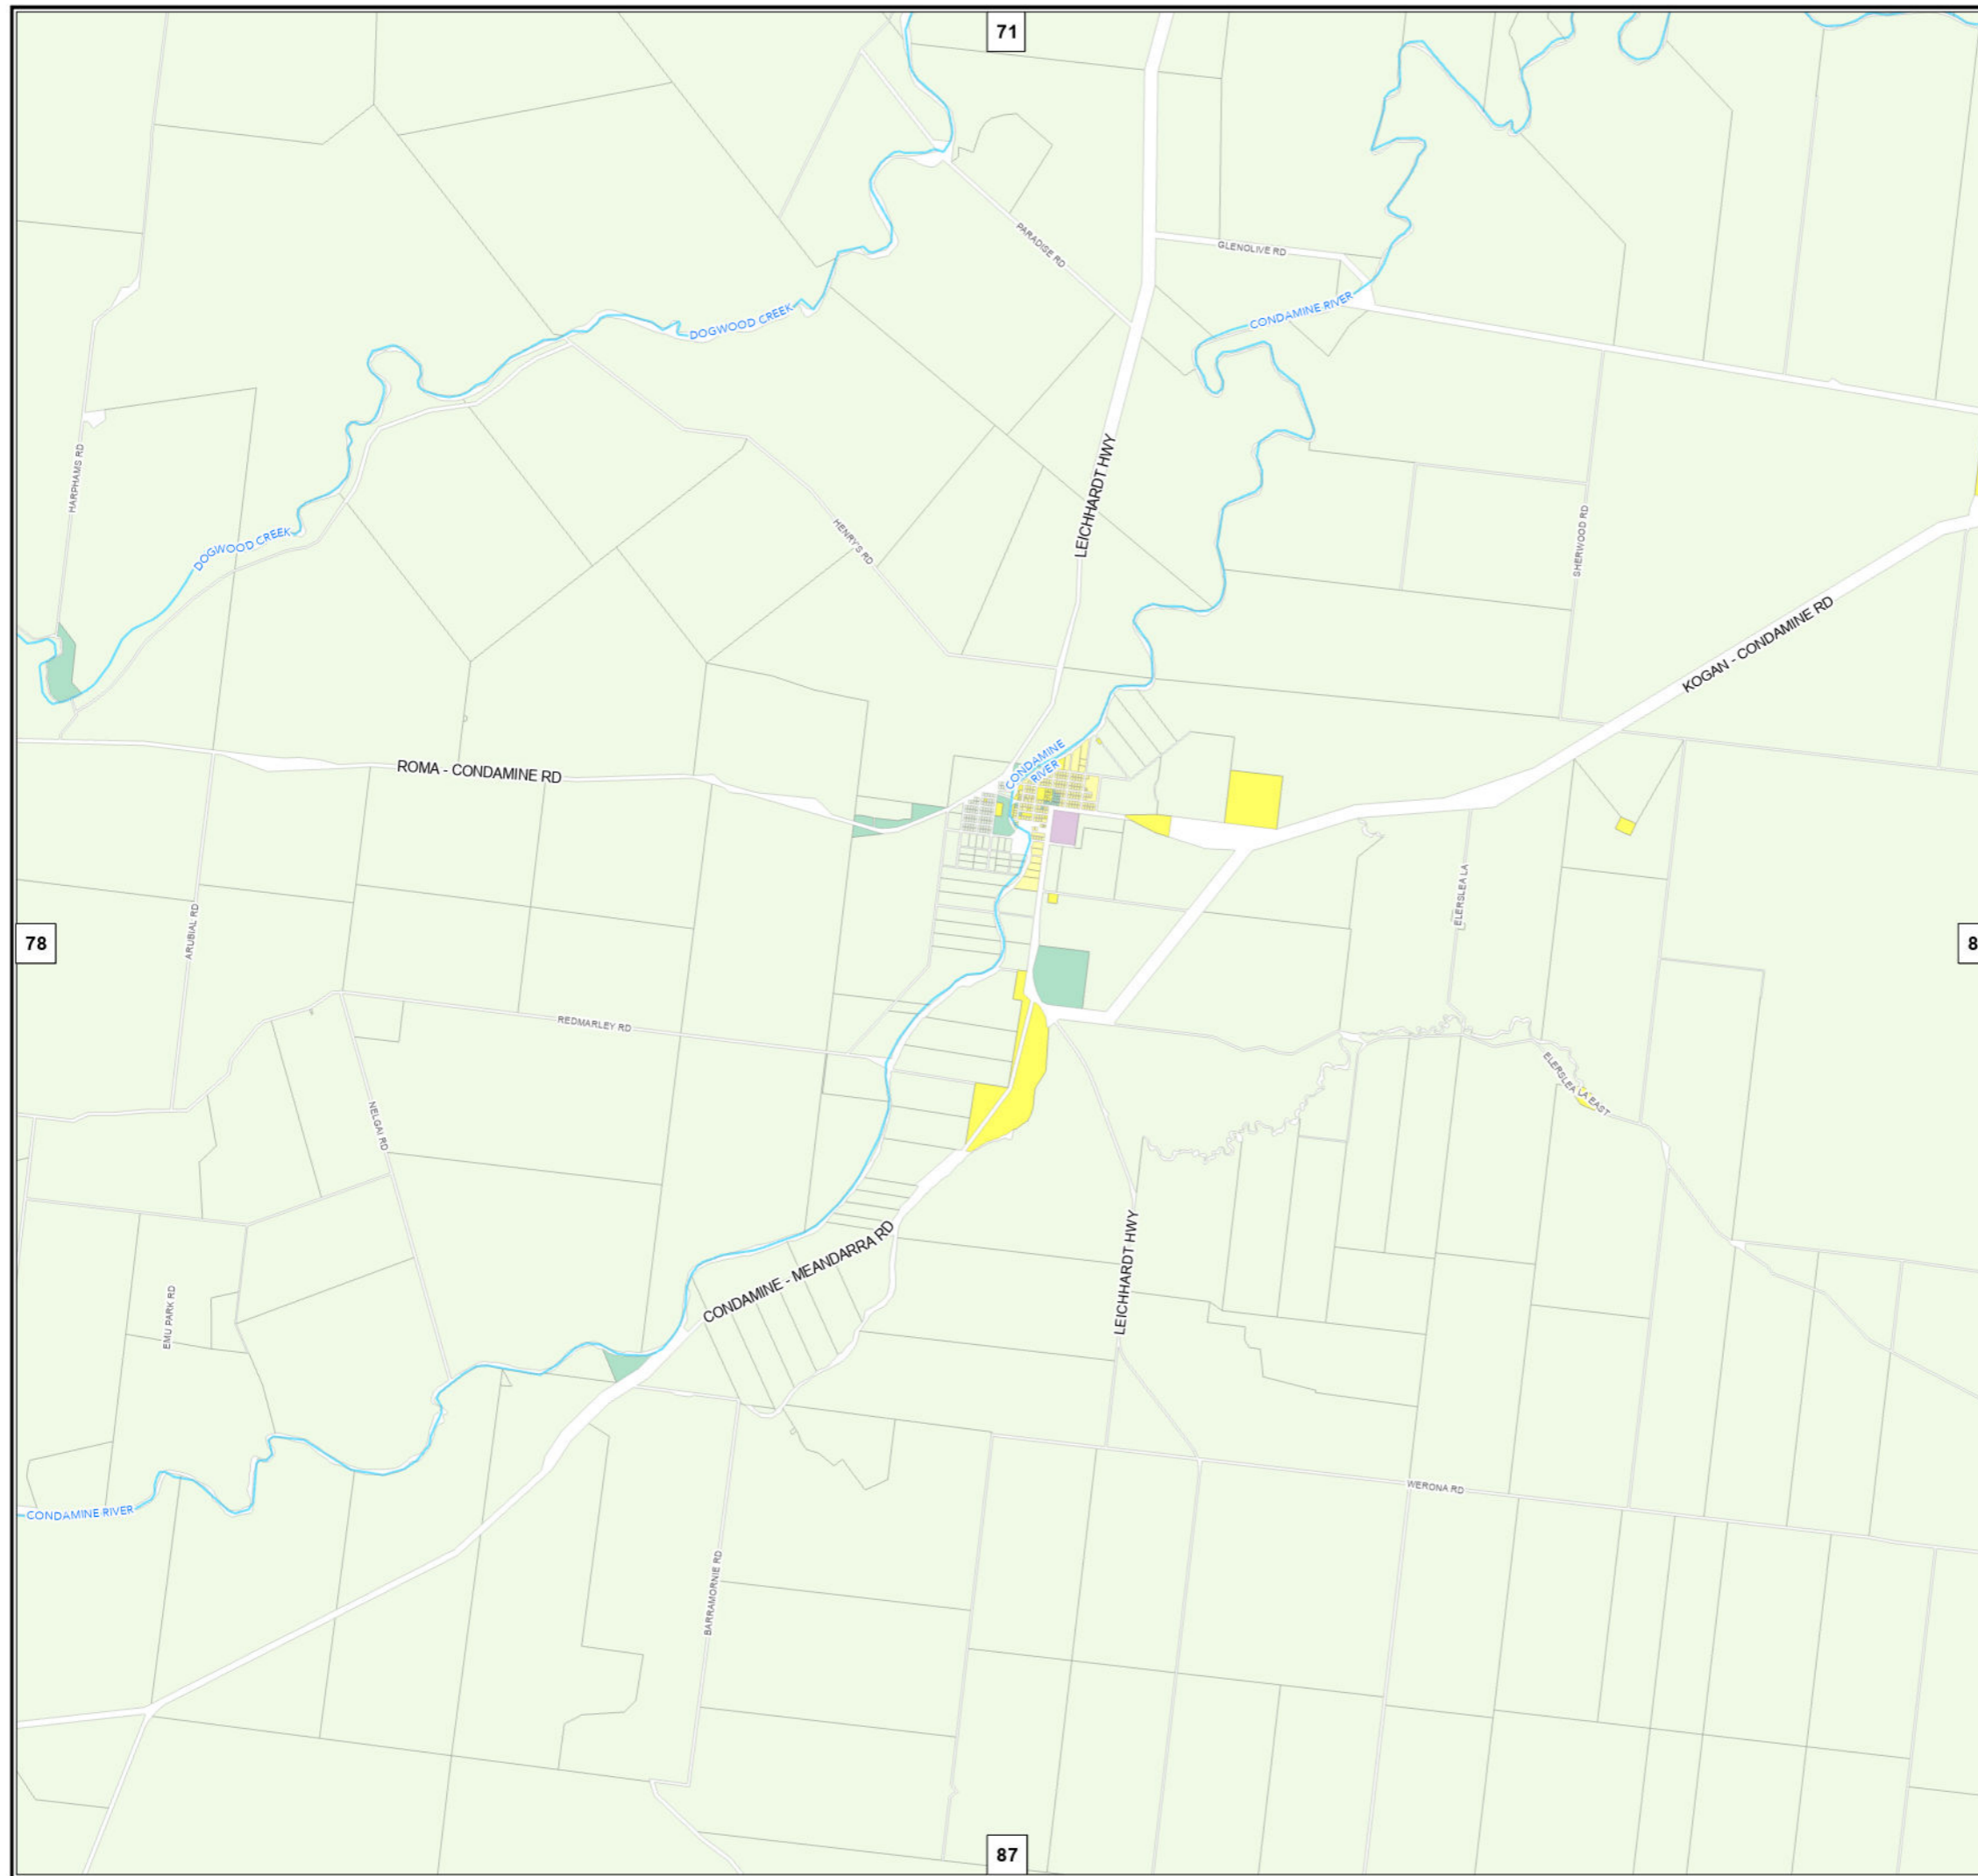 71
PARADISE RD
GLENOLIVE RD
CONDAMINE RIVER
DOGWOOD CREEK
HARPHAMS RD
LEICHHARDT HWY
DOGWOOD CREEK
HENRY'S RD
SHERWOOD RD
KOGAN - CONDAMINE RD
ROMA - CONDAMINE RD
CONDAMINE
RIVER
ARUBIAL RD
ELERSLEA LA
78
8
REDMARLEY RD
NELGAI RD
ELERSLEA LA EAST
CONDAMINE - MEANDARRA RD
LEICHHARDT HWY
EMU PARK RD
WERONA RD
CONDAMINE RIVER
BARRAMORNIE RD
87